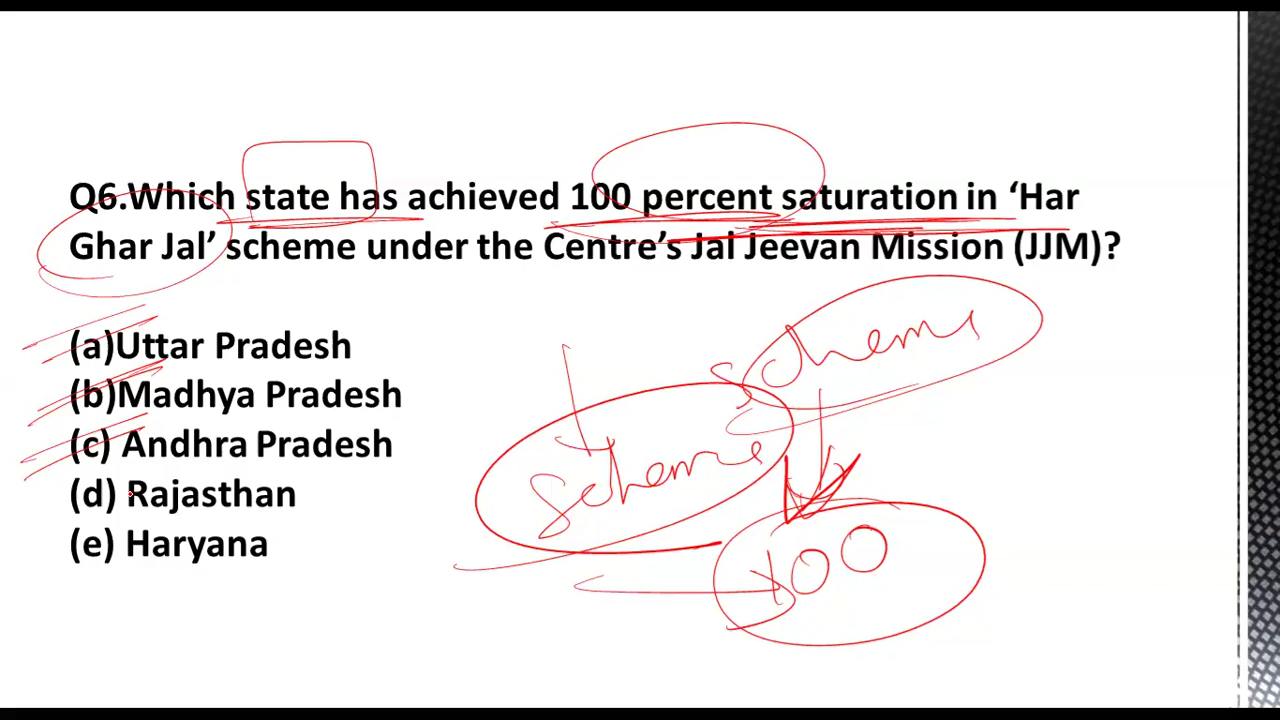 Q6.Which state has achieved 100 percent saturation in ‘Har
Ghar Jal’ scheme under the Centre’s Jal Jeevan Mission (JJM)?
(a)Uttar Pradesh
(b)Madhya Pradesh
(c) Andhra Pradesh
(d) Rajasthan
(e) Haryana
scheme
scheme
100